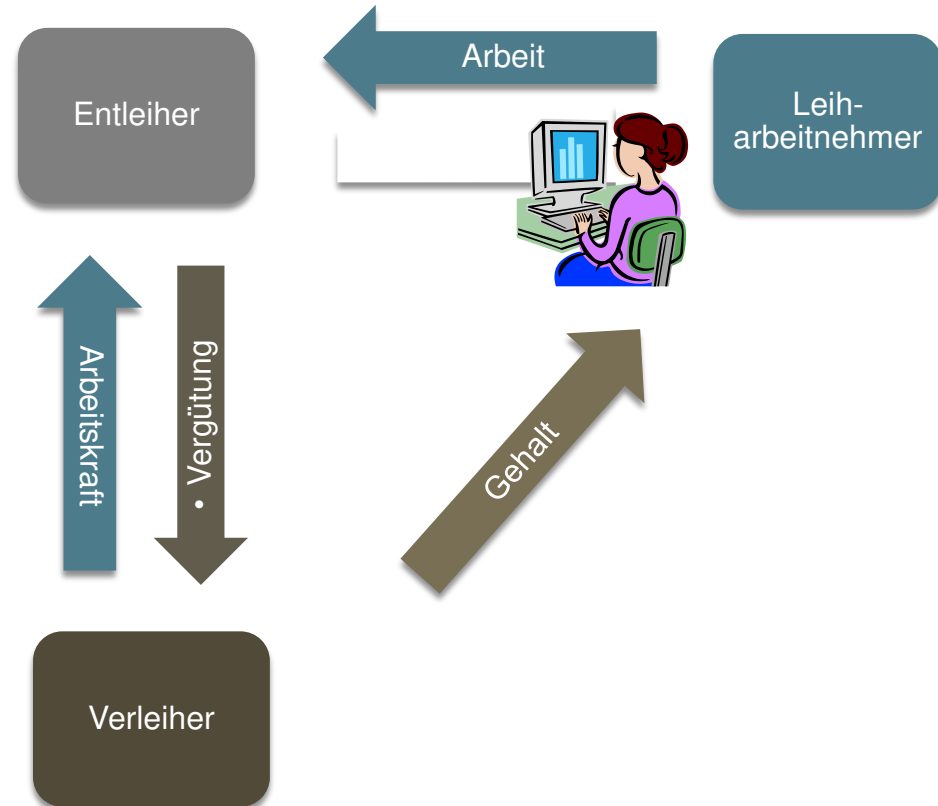 Entleiher
Arbeit
Leih-
arbeitnehmer
Arbeitskraft
• Vergütung
Gehalt
Verleiher